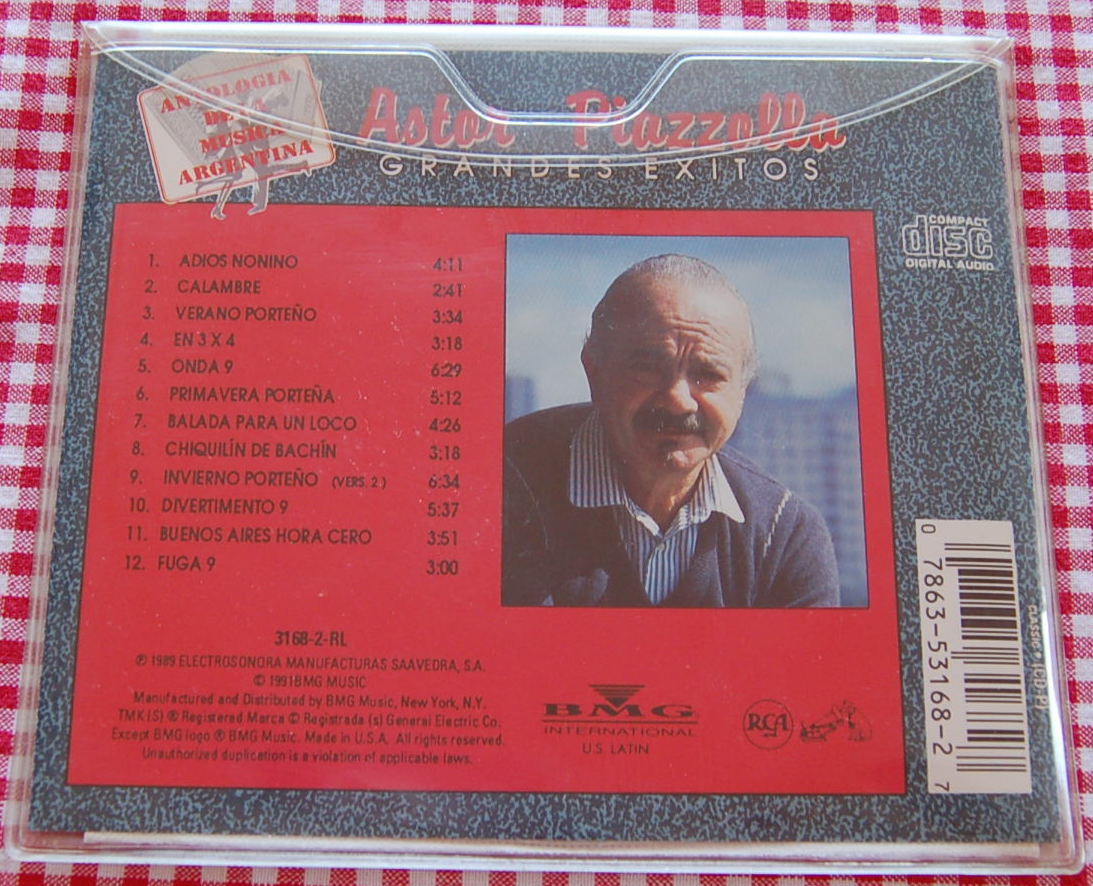 ANTOLOGIA
DE LA
MUSICA
ARGENTINA
Astor Piazzolla
GRANDES EXITOS
COMPACT
disc
DIGITAL AUDIO
1. ADIOS NONINO 4:11
2. CALAMBRE 2:41
3. VERANO PORTEÑO 3:34
4. EN 3 X 4 3:18
5. ONDA 9 6:29
6. PRIMAVERA PORTEÑA 5:12
7. BALADA PARA UN LOCO 4:26
8. CHIQUILÍN DE BACHÍN 3:18
9. INVIERNO PORTEÑO (VERS. 2) 6:34
10. DIVERTIMENTO 9 5:37
11. BUENOS AIRES HORA CERO 3:51
12. FUGA 9 3:00
3168-2-RL
℗ 1989 ELECTROSONORA MANUFACTURAS SAAVEDRA, S.A.
© 1991 BMG MUSIC
Manufactured and Distributed by BMG Music, New York, N.Y.
TMK(S) ® Registered Marca © Registrada (s) General Electric Co.
Except BMG logo ® BMG Music. Made in U.S.A. All rights reserved.
Unauthorized duplication is a violation of applicable laws.
BMG
INTERNATIONAL
U.S. LATIN
RCA
0 7863-53168-2 7